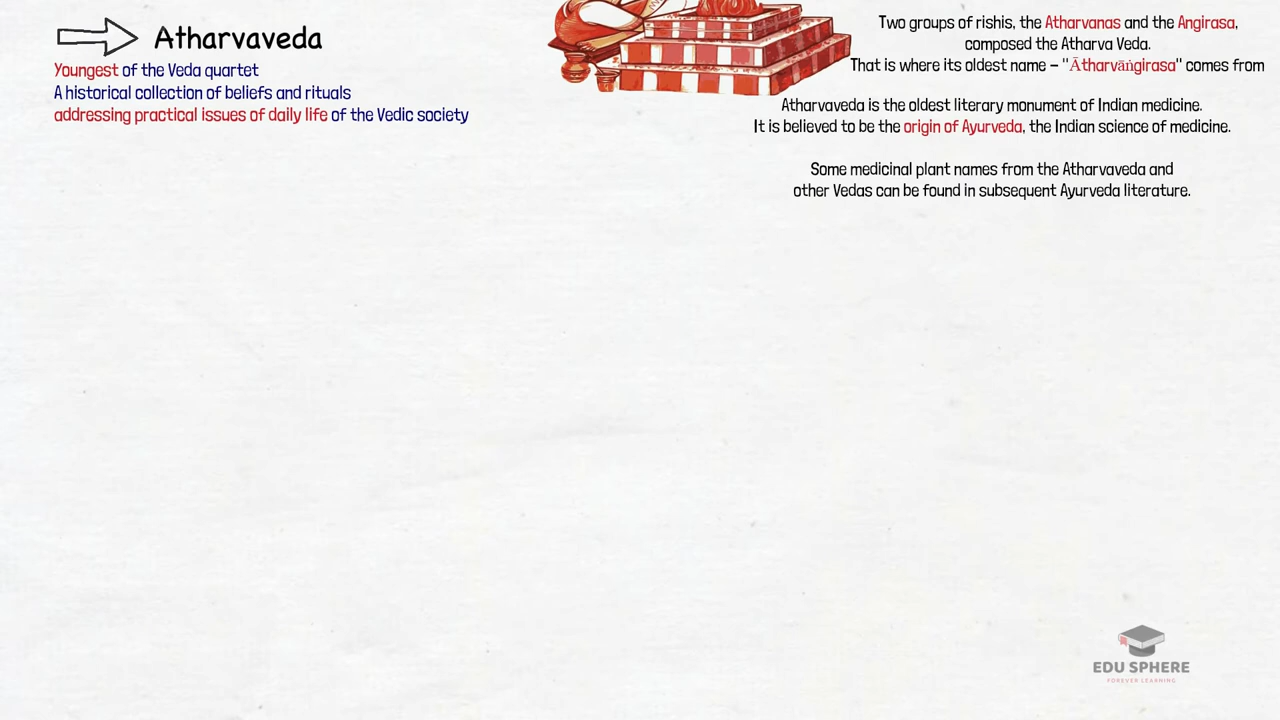 Atharvaveda
Youngest of the Veda quartet
A historical collection of beliefs and rituals
addressing practical issues of daily life of the Vedic society
Two groups of rishis, the Atharvanas and the Angirasa,
composed the Atharva Veda.
That is where its oldest name – "Ātharvāṅgirasa" comes from
Atharvaveda is the oldest literary monument of Indian medicine.
It is believed to be the origin of Ayurveda, the Indian science of medicine.
Some medicinal plant names from the Atharvaveda and
other Vedas can be found in subsequent Ayurveda literature.
EDU SPHERE
FOREVER LEARNING